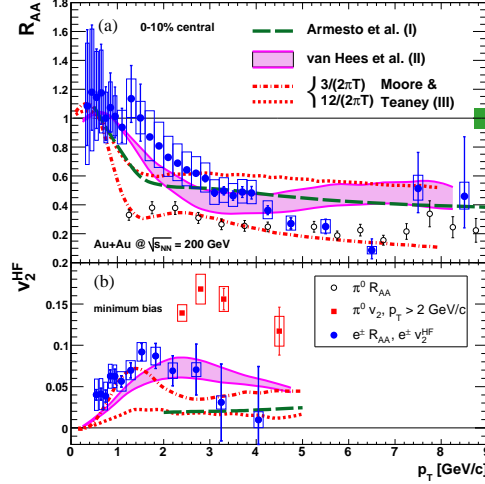 R_AA
1.8
1.6
1.4
1.2
1
0.8
0.6
0.4
0.2
(a) 0-10% central
Armesto et al. (I)
van Hees et al. (II)
3/(2πT) Moore &
12/(2πT) Teaney (III)
Au+Au @ √s_NN = 200 GeV
v_2^HF
0.2
0.15
0.1
0.05
0
(b)
minimum bias
π⁰ R_AA
π⁰ v_2, p_T > 2 GeV/c
e± R_AA, e± v_2^HF
0 1 2 3 4 5 6 7 8 9
p_T [GeV/c]